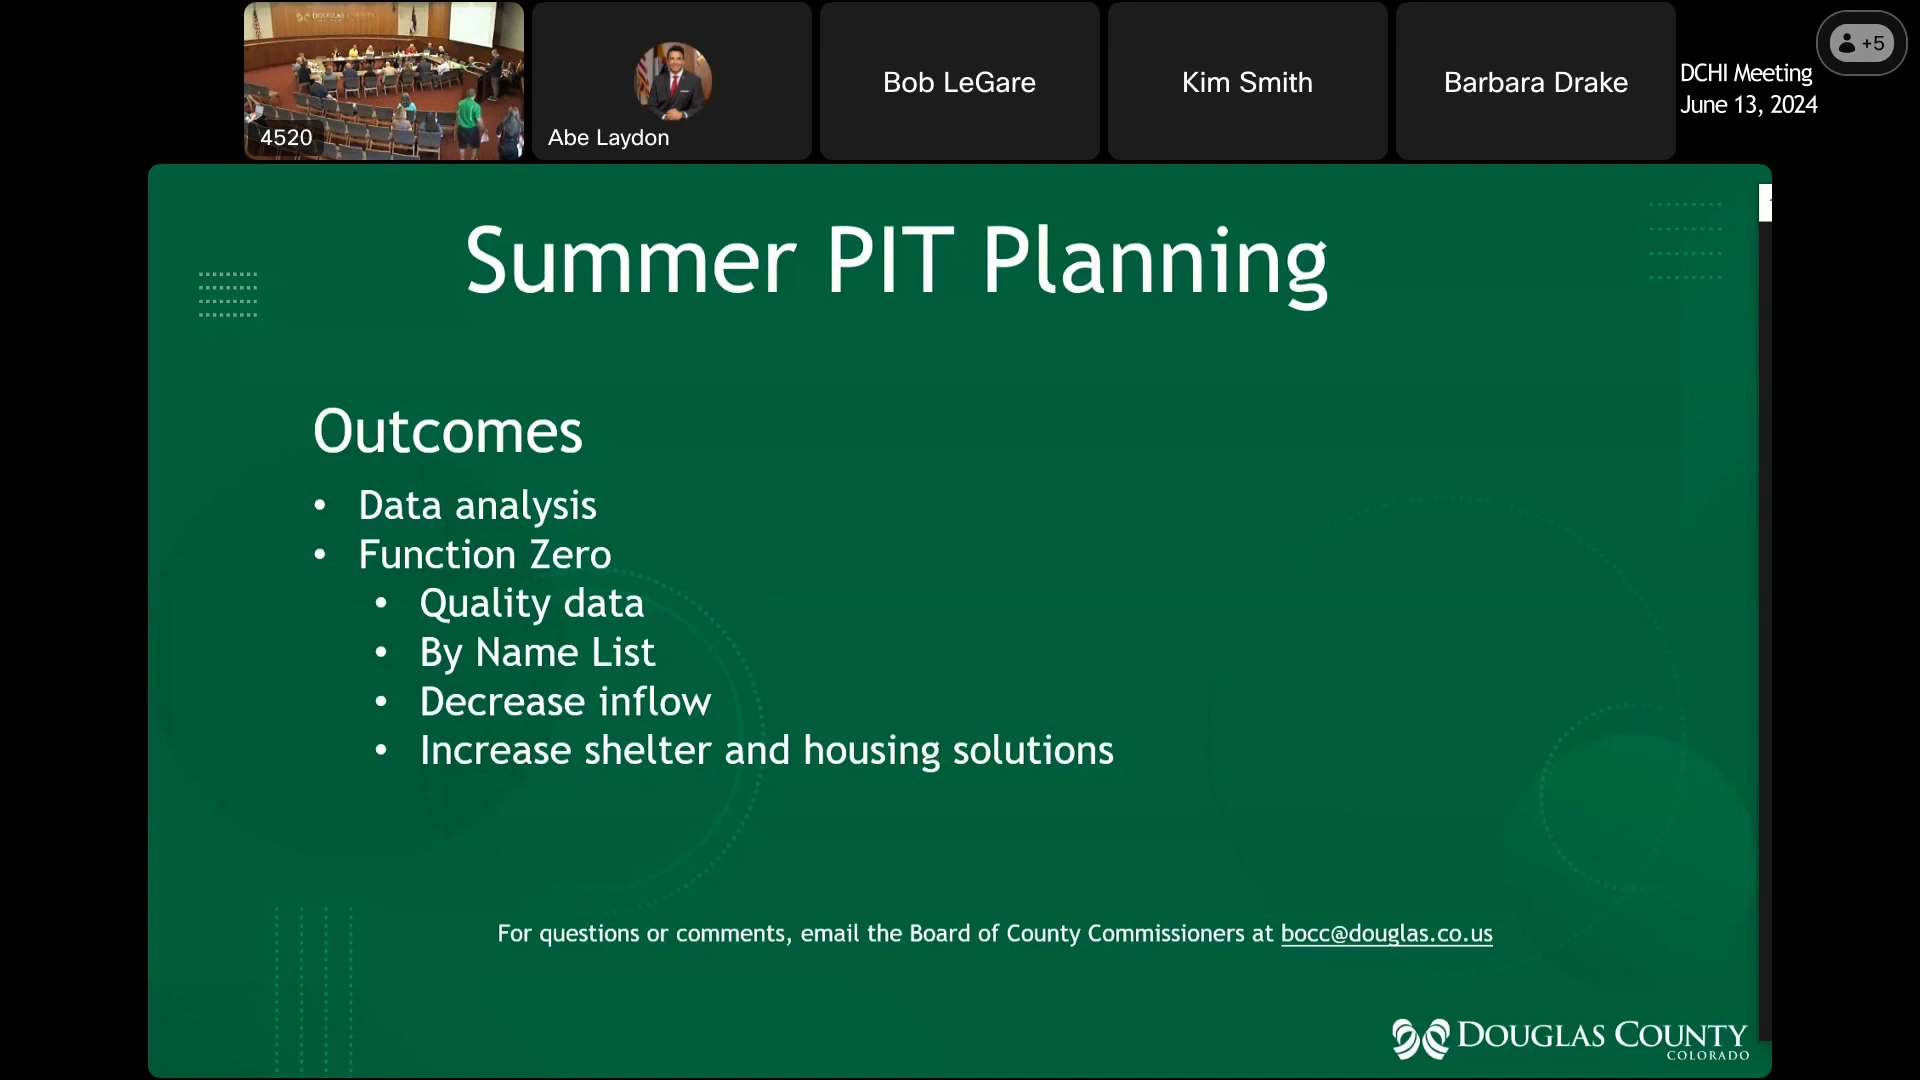 DOUGLAS COUNTY
4520
Abe Laydon
Bob LeGare
Kim Smith
Barbara Drake
+5
DCHI Meeting
June 13, 2024
Summer PIT Planning
Outcomes
• Data analysis
• Function Zero
• Quality data
• By Name List
• Decrease inflow
• Increase shelter and housing solutions
For questions or comments, email the Board of County Commissioners at bocc@douglas.co.us
DOUGLAS COUNTY
COLORADO